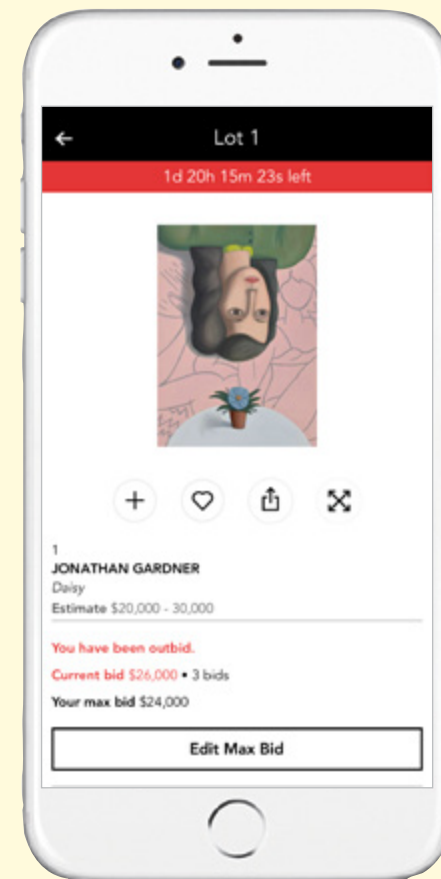 Lot 1
1d 20h 15m 23s left
1
JONATHAN GARDNER
Daisy
Estimate $20,000 - 30,000
You have been outbid.
Current bid $26,000 • 3 bids
Your max bid $24,000
Edit Max Bid